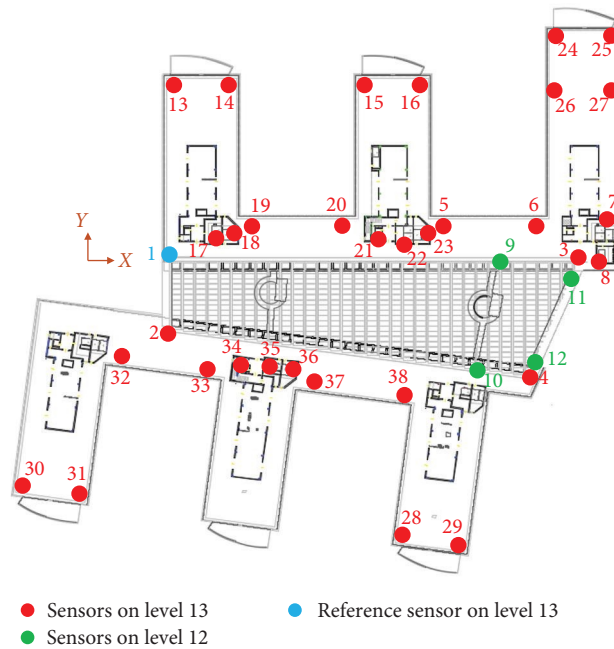 24 25
13 14 15 16 26 27
19 20 5 6 7
17 18 21 22 23
Y
X
1 9 3 8
11
2 12
34 35 36 10 4
32 33 37 38
30 31
28 29
Sensors on level 13
Reference sensor on level 13
Sensors on level 12